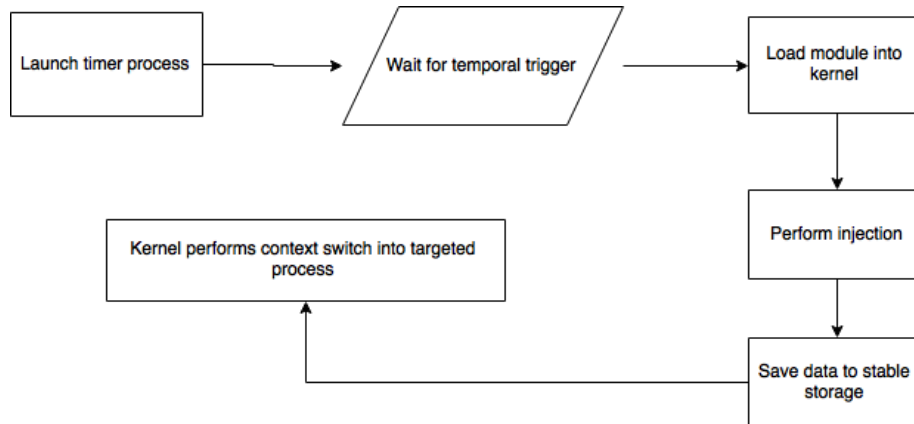 Launch timer process
Wait for temporal trigger
Load module into
kernel
Perform injection
Save data to stable
storage
Kernel performs context switch into targeted
process